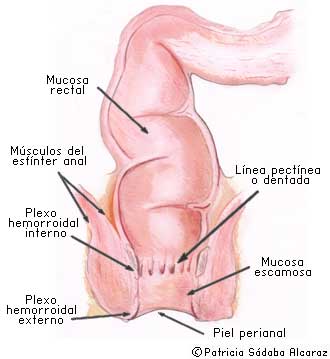 Mucosa
rectal
Músculos del
esfínter anal
Línea pectínea
o dentada
Plexo
hemorroidal
interno
Mucosa
escamosa
Plexo
hemorroidal
externo
Piel perianal
©Patricia Sádaba Alcaraz